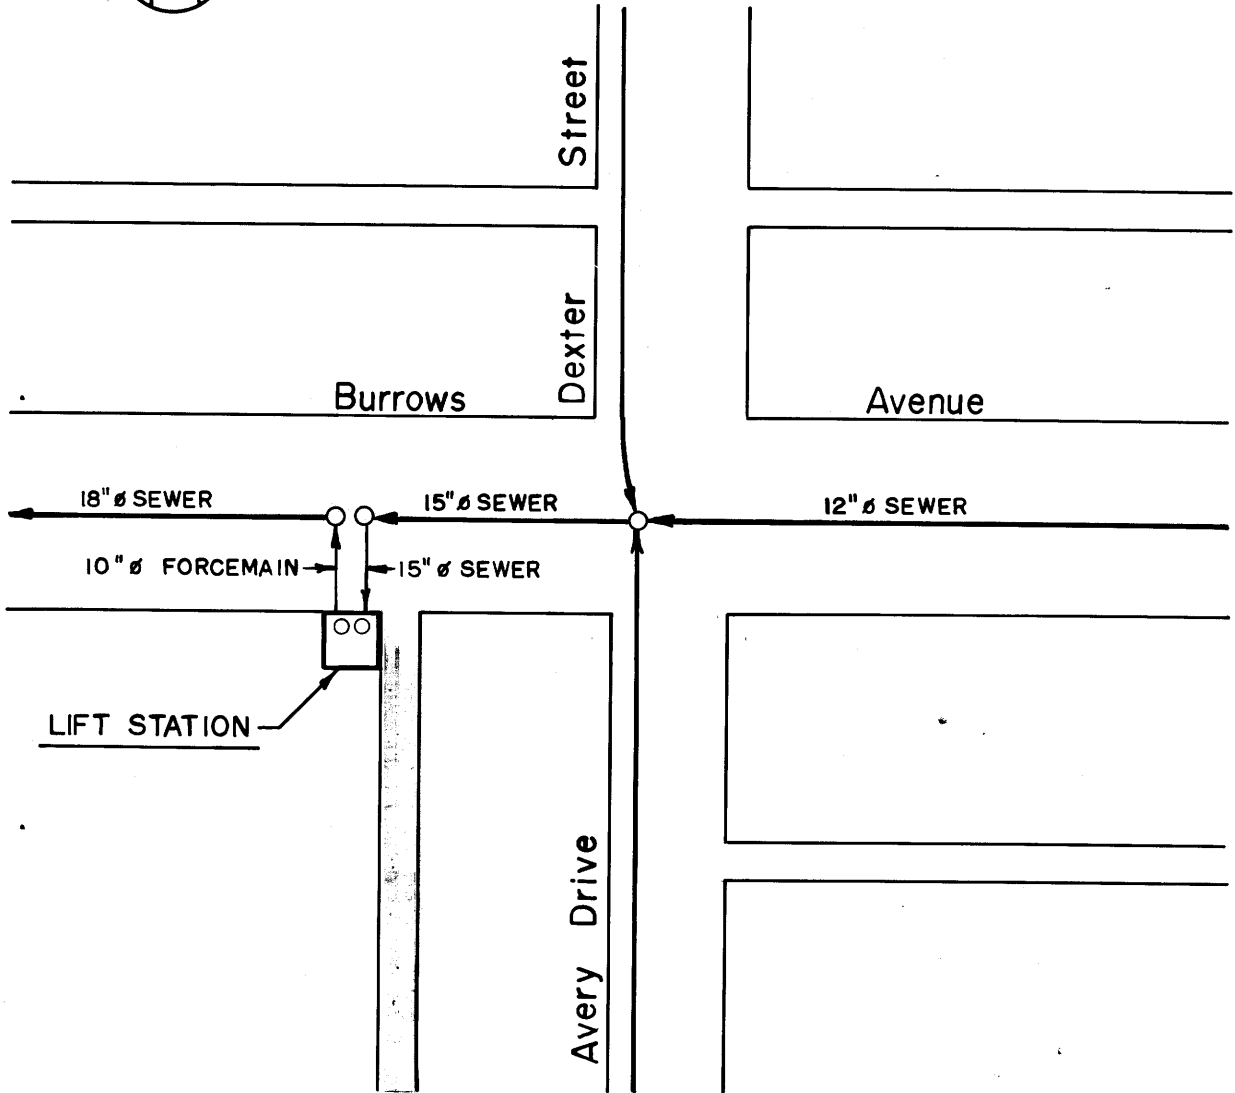 Street
Dexter
Burrows
Avenue
18"ø SEWER
15"ø SEWER
12"ø SEWER
10"ø FORCEMAIN
15"ø SEWER
LIFT STATION
Avery Drive